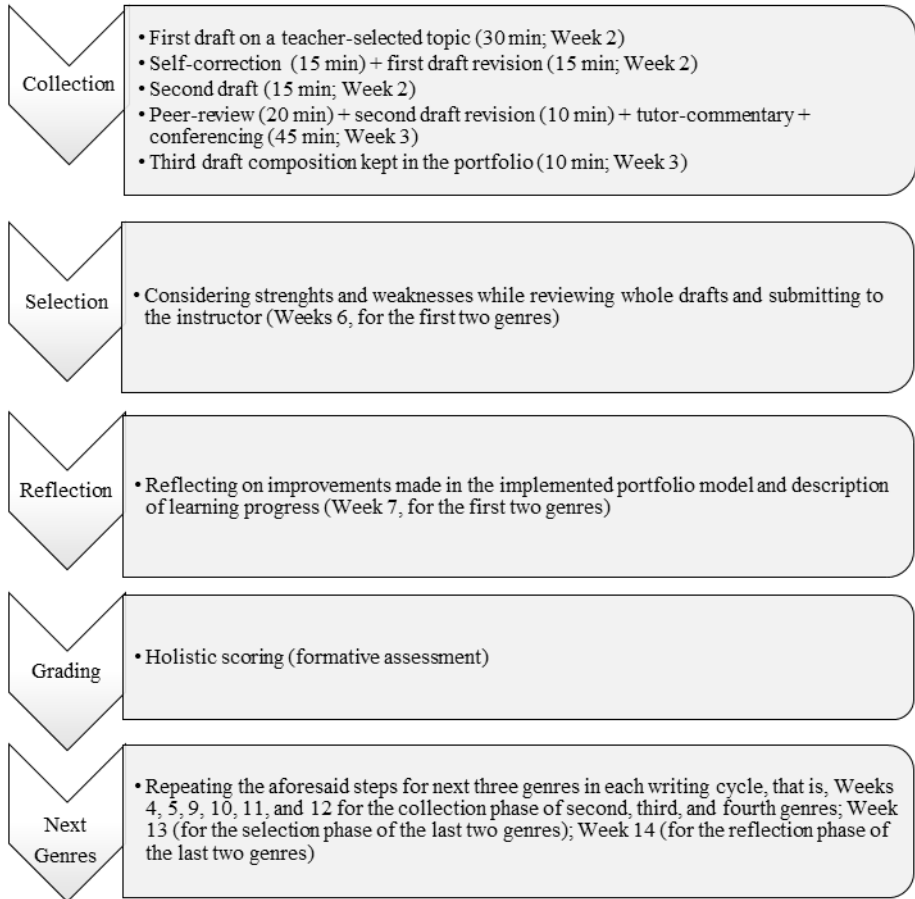 Collection
• First draft on a teacher-selected topic (30 min; Week 2)
• Self-correction (15 min) + first draft revision (15 min; Week 2)
• Second draft (15 min; Week 2)
• Peer-review (20 min) + second draft revision (10 min) + tutor-commentary +
conferencing (45 min; Week 3)
• Third draft composition kept in the portfolio (10 min; Week 3)
Selection
• Considering strenghts and weaknesses while reviewing whole drafts and submitting to
the instructor (Weeks 6, for the first two genres)
Reflection
• Reflecting on improvements made in the implemented portfolio model and description
of learning progress (Week 7, for the first two genres)
Grading
• Holistic scoring (formative assessment)
Next
Genres
• Repeating the aforesaid steps for next three genres in each writing cycle, that is, Weeks
4, 5, 9, 10, 11, and 12 for the collection phase of second, third, and fourth genres; Week
13 (for the selection phase of the last two genres); Week 14 (for the reflection phase of
the last two genres)